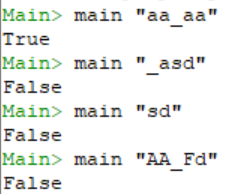 Main> main "aa_aa"
True
Main> main "_asd"
False
Main> main "sd"
False
Main> main "AA_Fd"
False